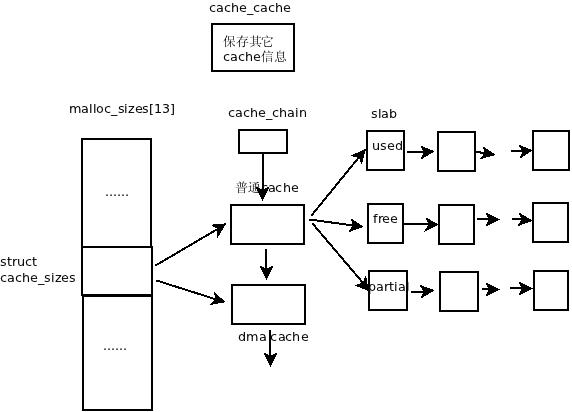 cache_cache
保存其它
cache信息
malloc_sizes[13]
cache_chain
slab
used
......
普通cache
free
struct
cache_sizes
partial
......
dma cache